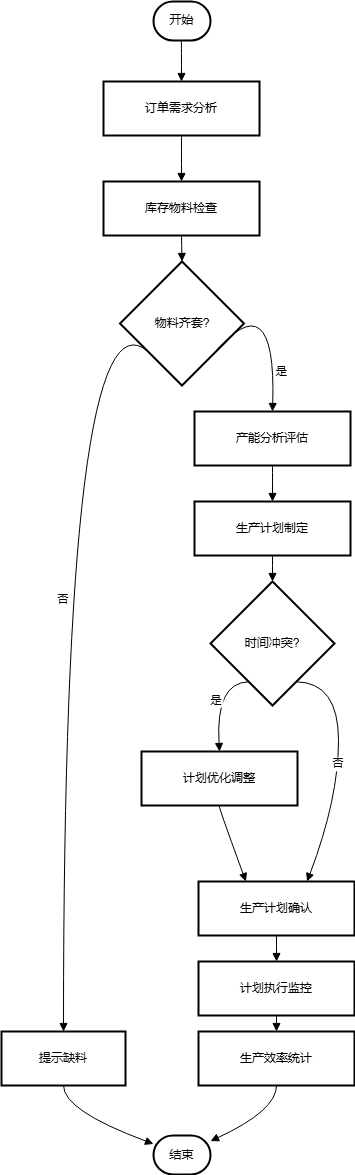 开始
订单需求分析
库存物料检查
物料齐套?
是
产能分析评估
生产计划制定
否
时间冲突?
是
否
计划优化调整
生产计划确认
计划执行监控
提示缺料
生产效率统计
结束